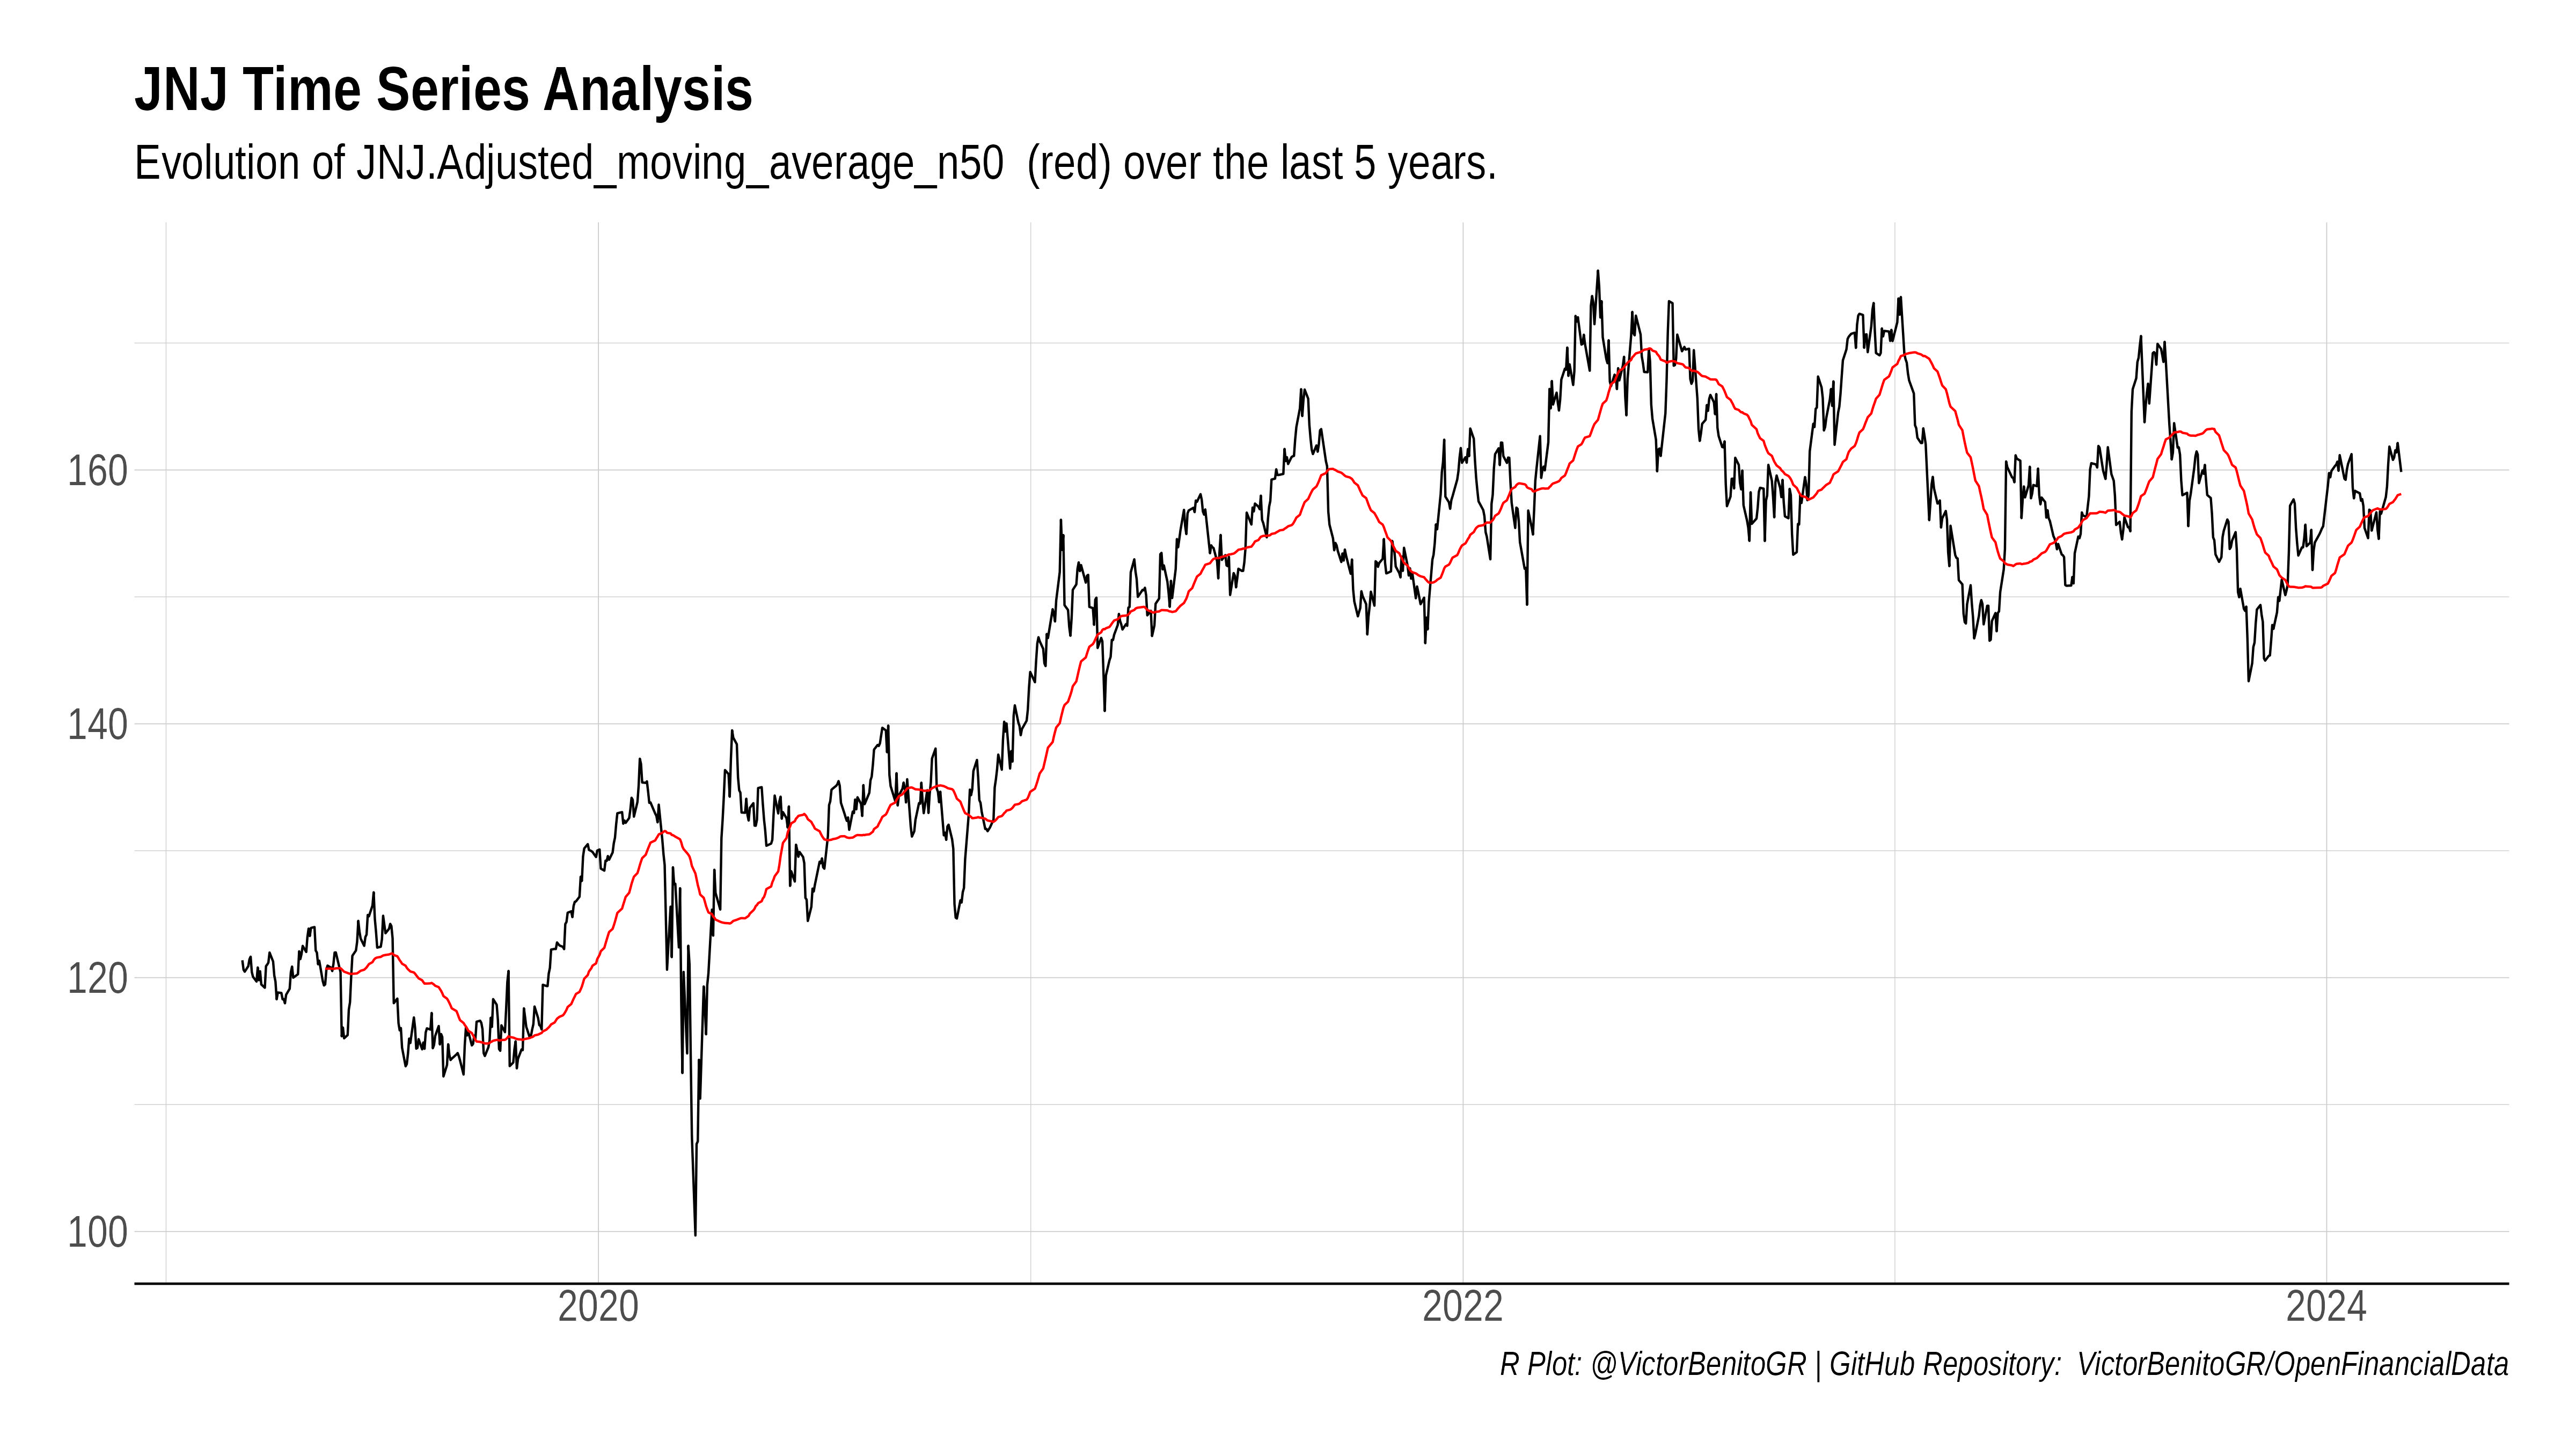 JNJ Time Series Analysis
Evolution of JNJ.Adjusted_moving_average_n50  (red) over the last 5 years.
160
140
120
100
2020 2022 2024
R Plot: @VictorBenitoGR | GitHub Repository:  VictorBenitoGR/OpenFinancialData